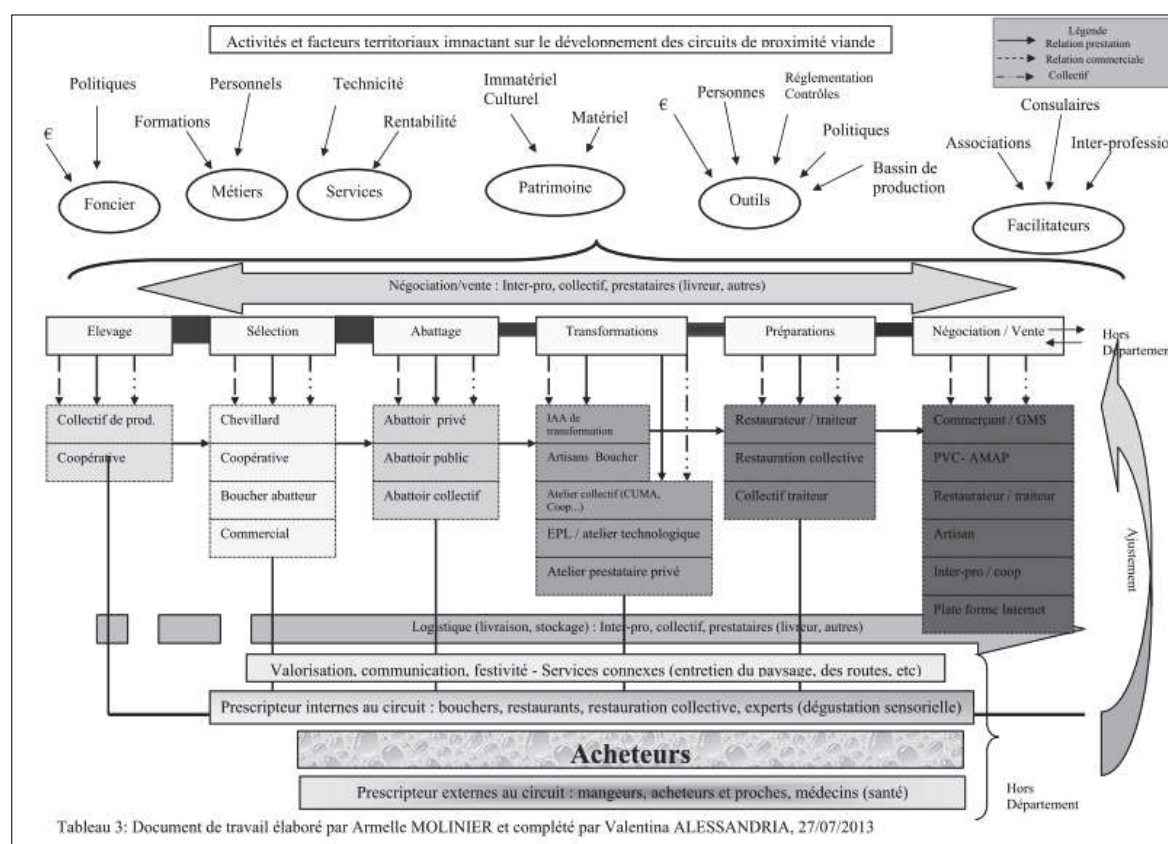 Activités et facteurs territoriaux impactant sur le développement des circuits de proximité viande
Légende
Relation prestation
Relation commerciale
Collectif
Politiques
€
Foncier
Personnels
Formations
Métiers
Technicité
Rentabilité
Services
Immatériel
Culturel
Matériel
Patrimoine
€
Personnes
Réglementation
Contrôles
Politiques
Bassin de
production
Outils
Consulaires
Associations
Inter-profession
Facilitateurs
Négociation/vente : Inter-pro, collectif, prestataires (livreur, autres)
Elevage
Sélection
Abattage
Transformations
Préparations
Négociation / Vente
Hors
Département
Collectif de prod.
Coopérative
Chevillard
Coopérative
Boucher abatteur
Commercial
Abattoir privé
Abattoir public
Abattoir collectif
IAA de
transformation
Artisans Boucher
Atelier collectif (CUMA,
Coop...)
EPL / atelier technologique
Atelier prestataire privé
Restaurateur / traiteur
Restauration collective
Collectif traiteur
Commerçant / GMS
PVC- AMAP
Restaurateur / traiteur
Artisan
Inter-pro / coop
Plate forme Internet
Ajustement
Logistique (livraison, stockage) : Inter-pro, collectif, prestataires (livreur, autres)
Valorisation, communication, festivité - Services connexes (entretien du paysage, des routes, etc)
Prescripteur internes au circuit : bouchers, restaurants, restauration collective, experts (dégustation sensorielle)
Acheteurs
Prescripteur externes au circuit : mangeurs, acheteurs et proches, médecins (santé)
Hors
Département
Tableau 3: Document de travail élaboré par Armelle MOLINIER et complété par Valentina ALESSANDRIA, 27/07/2013